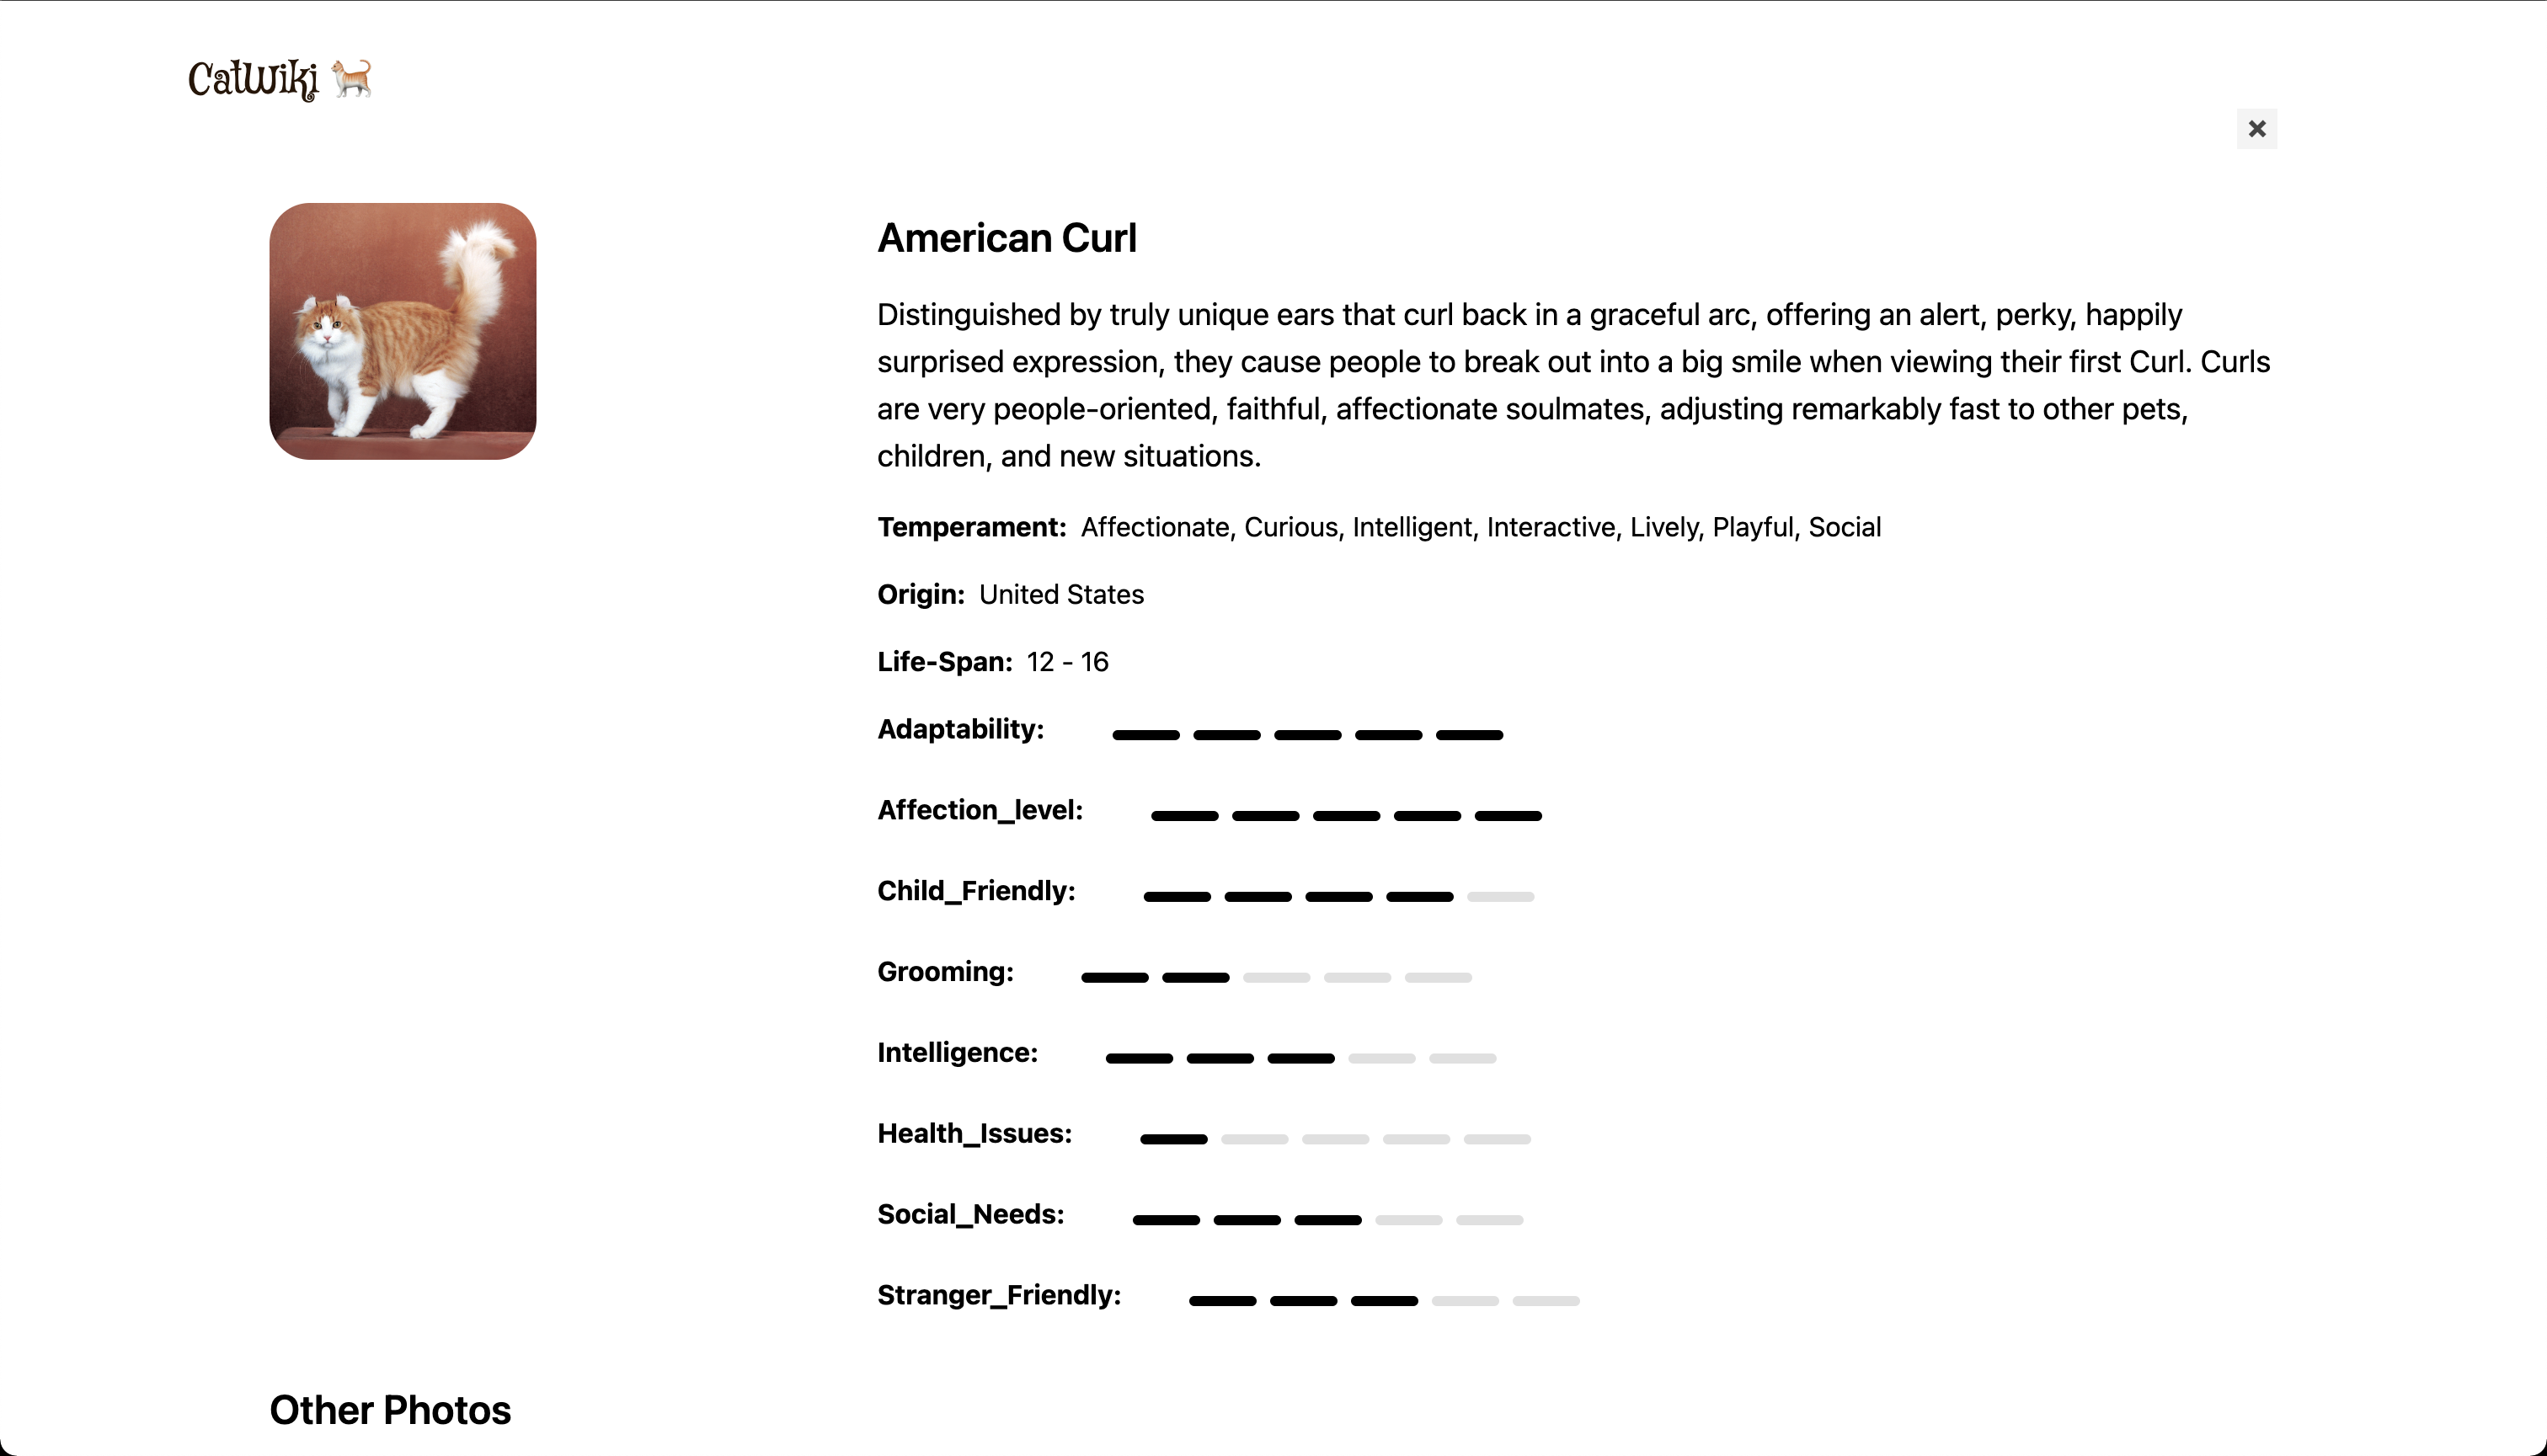 CatWiki
American Curl
Distinguished by truly unique ears that curl back in a graceful arc, offering an alert, perky, happily
surprised expression, they cause people to break out into a big smile when viewing their first Curl. Curls
are very people-oriented, faithful, affectionate soulmates, adjusting remarkably fast to other pets,
children, and new situations.
Temperament: Affectionate, Curious, Intelligent, Interactive, Lively, Playful, Social
Origin: United States
Life-Span: 12 - 16
Adaptability:
Affection_level:
Child_Friendly:
Grooming:
Intelligence:
Health_Issues:
Social_Needs:
Stranger_Friendly:
Other Photos